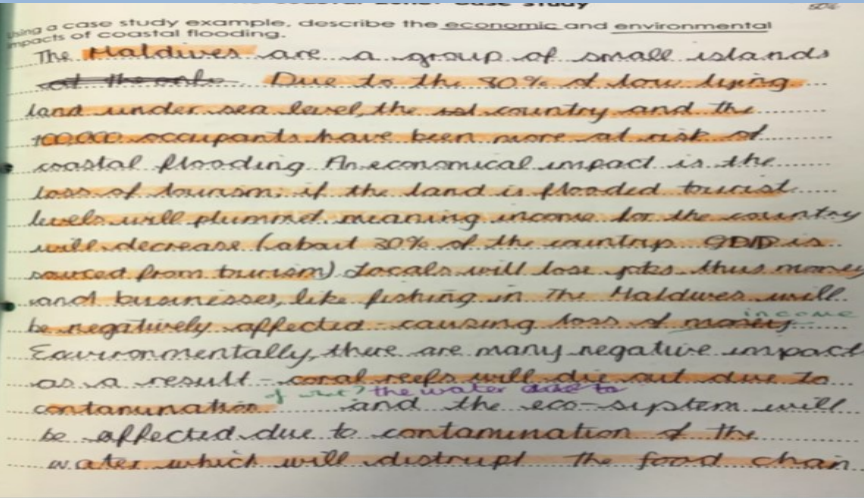 Using a case study example, describe the economic and environmental
impacts of coastal flooding.
The Maldives are a group of small islands
Due to the 80% of low lying
land under sea level, the country and the
100,000 occupants have been more at risk of
coastal flooding. An economical impact is the
loss of tourism; if the land is flooded tourist
levels will plummet meaning income for the country
will decrease (about 30% of the countrys GDP is
sourced from tourism) Locals will lose jobs thus money
and businesses, like fishing in The Maldives will
income
be negatively affected - causing loss of money
Environmentally, there are many negative impact
as a result - coral reefs will die out due to
of what? the water due to
contamination and the eco-system will
be affected due to contamination of the
water which will distrupt the food chain